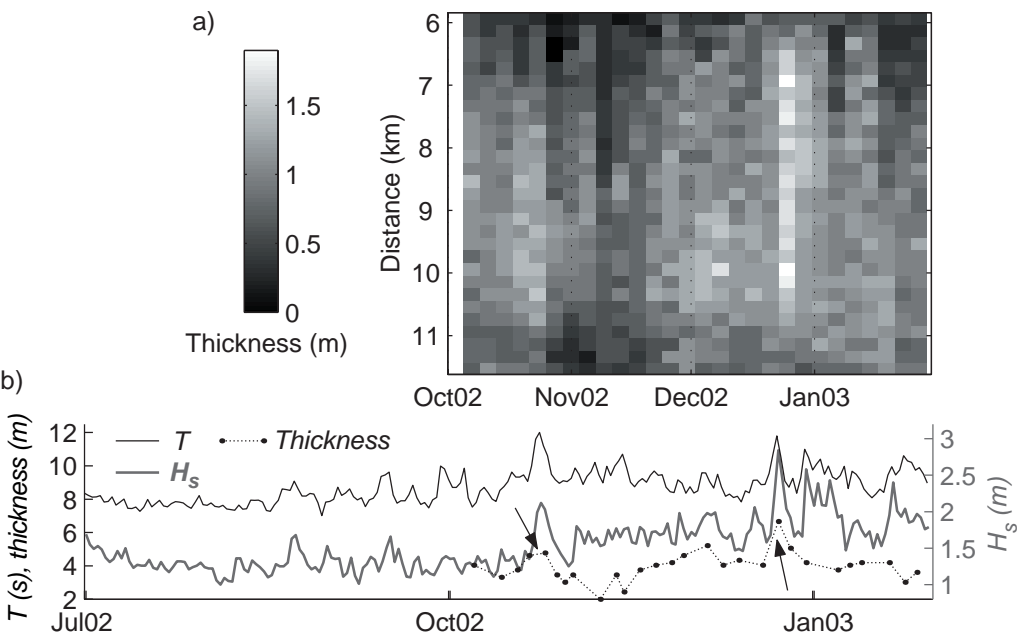 a)
1.5
1
0.5
0
Thickness (m)
Distance (km)
6
7
8
9
10
11
Oct02 Nov02 Dec02 Jan03
b)
T (s), thickness (m)
12
10
8
6
4
2
T Thickness
Hs
3
2.5
2
1.5
1
Hs (m)
Jul02 Oct02 Jan03